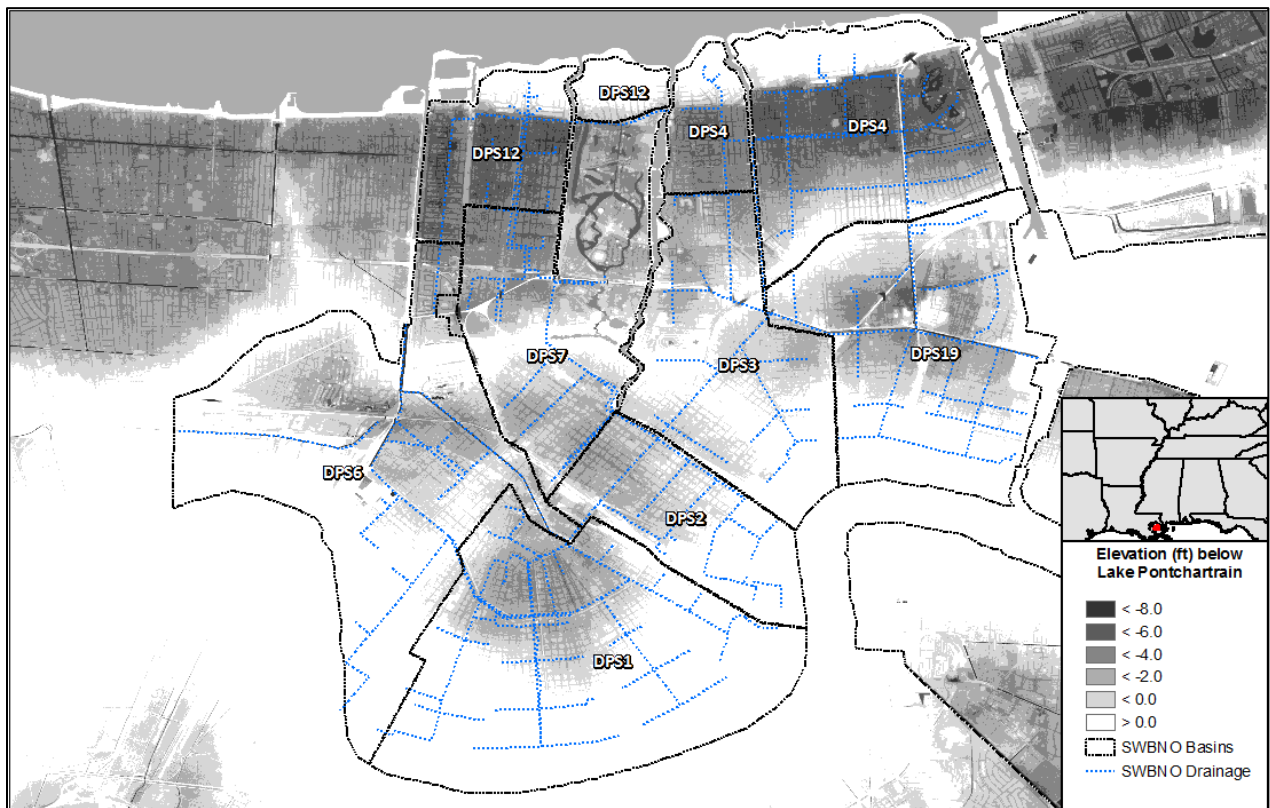 DPS12
DPS4
DPS4
DPS12
DPS7
DPS3
DPS19
DPS6
DPS2
DPS1
Elevation (ft) below
Lake Pontchartrain
< -8.0
< -6.0
< -4.0
< -2.0
< 0.0
> 0.0
SWBNO Basins
SWBNO Drainage